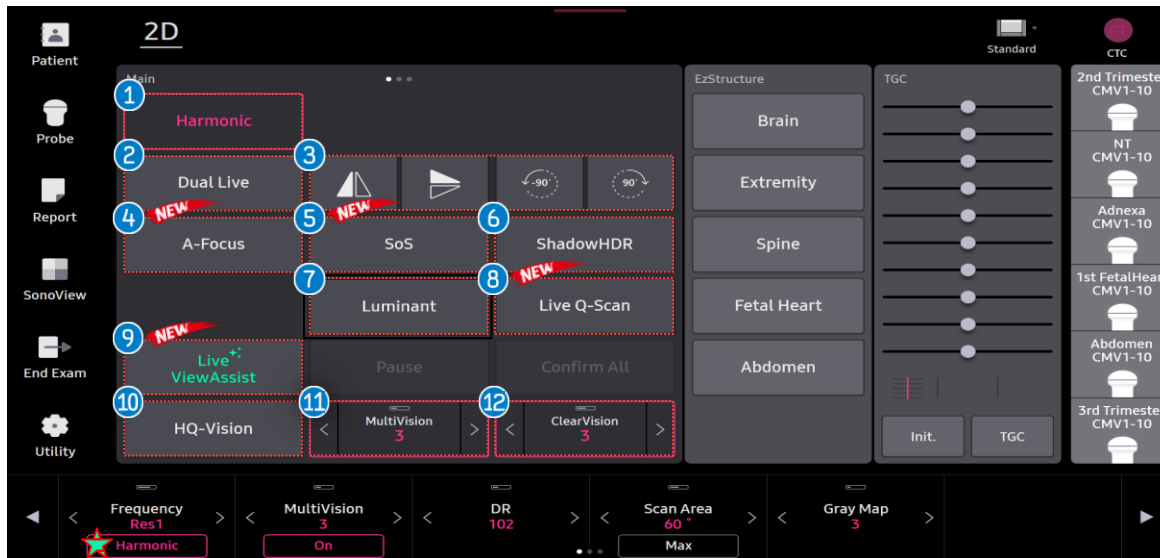 2D
Standard
CT
CTC
Patient
Probe
Report
SonoView
End Exam
Utility
Main
1
Harmonic
2
Dual Live
3
-90°
90°
4
NEW
A-Focus
5
NEW
SoS
6
ShadowHDR
7
Luminant
8
NEW
Live Q-Scan
9
NEW
Live
ViewAssist
Pause
Confirm All
10
HQ-Vision
11
< MultiVision >
3
12
< ClearVision >
3
EzStructure
Brain
Extremity
Spine
Fetal Heart
Abdomen
TGC
Init.
TGC
2nd Trimeste
CMV1-10
NT
CMV1-10
Adnexa
CMV1-10
1st FetalHear
CMV1-10
Abdomen
CMV1-10
3rd Trimeste
CMV1-10
< Frequency >
Res1
Harmonic
< MultiVision >
3
On
< DR >
102
< Scan Area >
60 °
Max
< Gray Map >
3